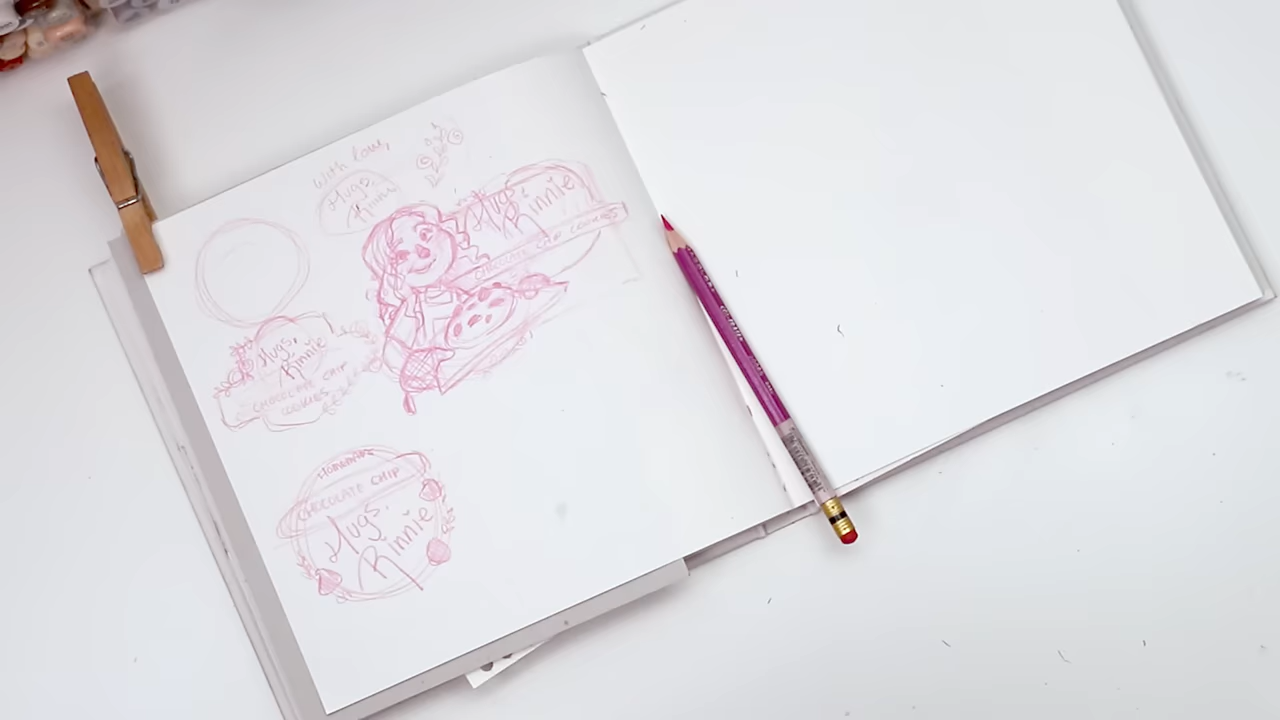 With love,
Hugs,
Rinnie
Hugs,
Rinnie
CHOCOLATE CHIP COOKIES
Hugs,
Rinnie
CHOCOLATE CHIP
COOKIES
Homemade
CHOCOLATE CHIP
Hugs,
Rinnie